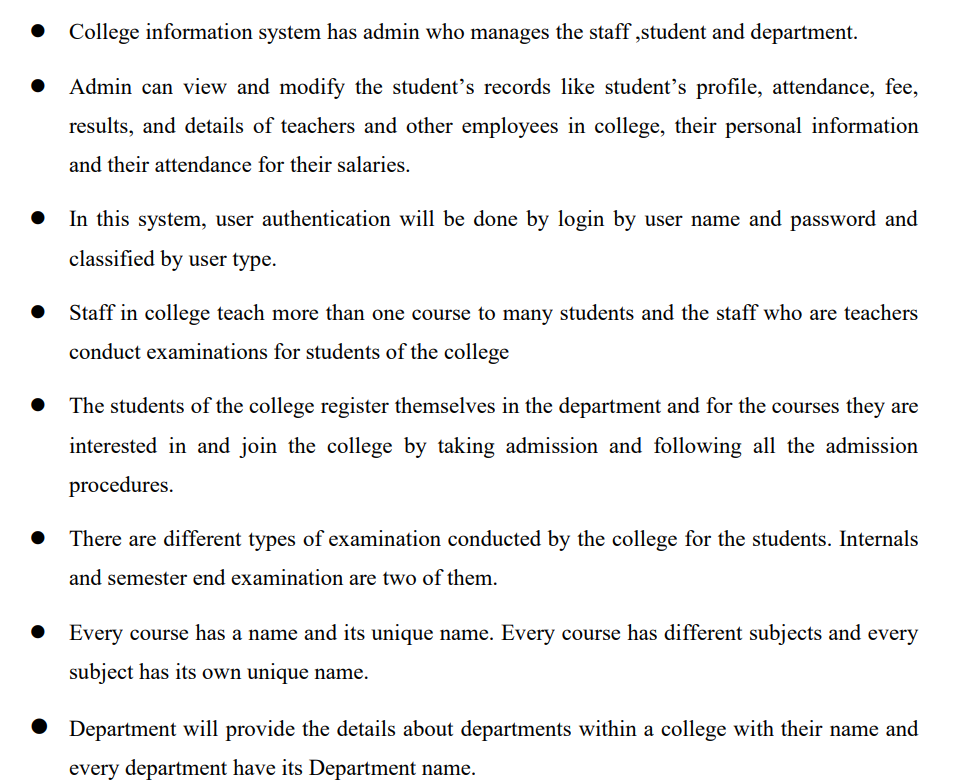 ● College information system has admin who manages the staff ,student and department.
● Admin can view and modify the student’s records like student’s profile, attendance, fee,
results, and details of teachers and other employees in college, their personal information
and their attendance for their salaries.
● In this system, user authentication will be done by login by user name and password and
classified by user type.
● Staff in college teach more than one course to many students and the staff who are teachers
conduct examinations for students of the college
● The students of the college register themselves in the department and for the courses they are
interested in and join the college by taking admission and following all the admission
procedures.
● There are different types of examination conducted by the college for the students. Internals
and semester end examination are two of them.
● Every course has a name and its unique name. Every course has different subjects and every
subject has its own unique name.
● Department will provide the details about departments within a college with their name and
every department have its Department name.